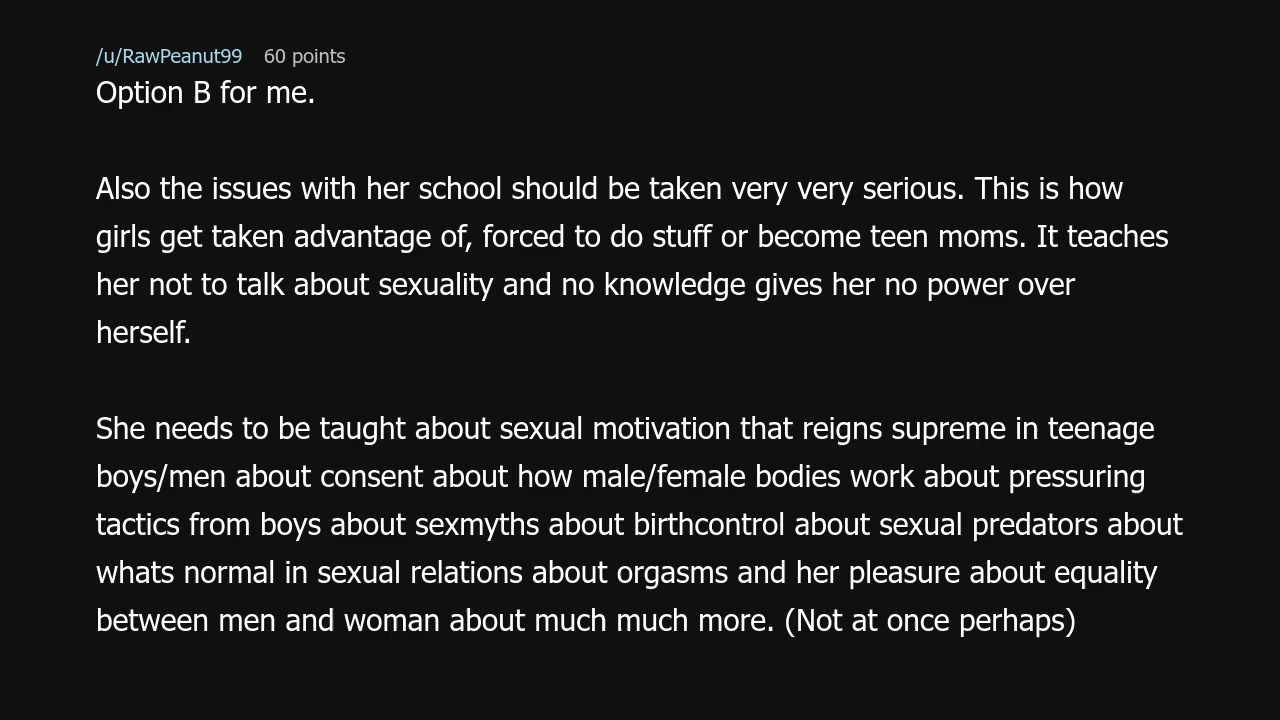 /u/RawPeanut99 60 points
Option B for me.
Also the issues with her school should be taken very very serious. This is how
girls get taken advantage of, forced to do stuff or become teen moms. It teaches
her not to talk about sexuality and no knowledge gives her no power over
herself.
She needs to be taught about sexual motivation that reigns supreme in teenage
boys/men about consent about how male/female bodies work about pressuring
tactics from boys about sexmyths about birthcontrol about sexual predators about
whats normal in sexual relations about orgasms and her pleasure about equality
between men and woman about much much more. (Not at once perhaps)